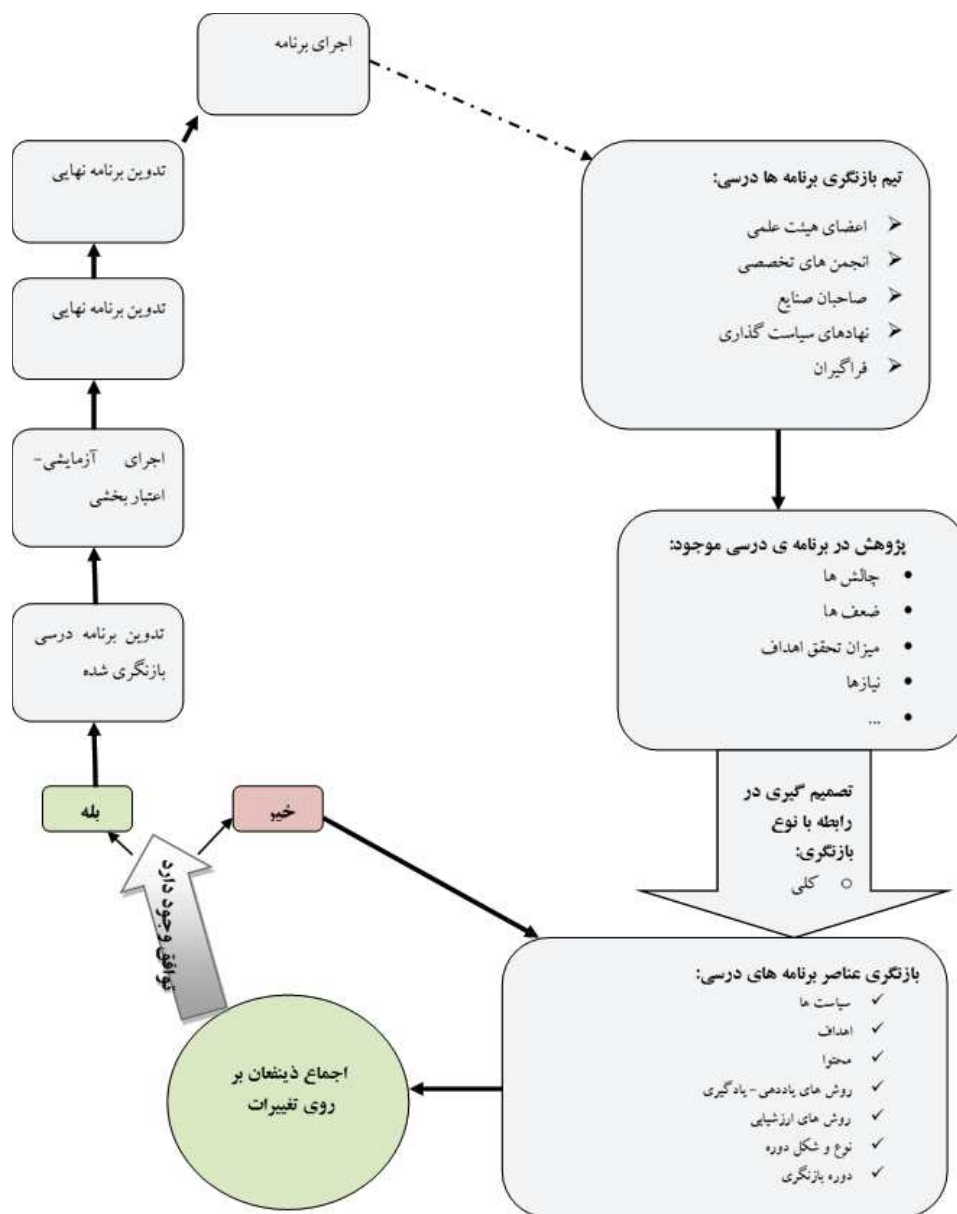 اجرای برنامه
تیم بازنگری برنامه ها درسی:
اعضای هیئت علمی
انجمن های تخصصی
صاحبان صنایع
نهادهای سیاست گذاری
فراگیران
پژوهش در برنامه ی درسی موجود:
چالش ها
ضعف ها
میزان تحقق اهداف
نیازها
...
تصمیم گیری در
رابطه با نوع
بازنگری:
کلی
بازنگری عناصر برنامه های درسی:
سیاست ها
اهداف
محتوا
روش های یاددهی- یادگیری
روش های ارزشیابی
نوع و شکل دوره
دوره بازنگری
اجماع ذینفعان بر
روی تغییرات
توافق وجود دارد
خیر
بله
تدوین برنامه درسی
بازنگری شده
اجرای آزمایشی-
اعتبار بخشی
تدوین برنامه نهایی
تدوین برنامه نهایی